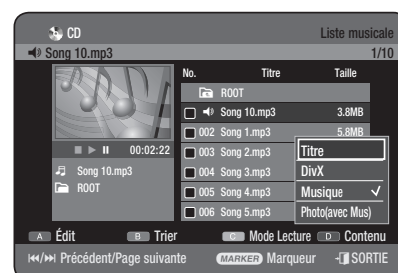 CD Liste musicale
Song 10.mp3 1/10
No. Titre Taille
ROOT
Song 10.mp3 3.8MB
002 Song 1.mp3 5.8MB
003 Song 2.mp3
004 Song 3.mp3
005 Song 4.mp3
006 Song 5.mp3
00:02:22
Song 10.mp3
ROOT
Titre
DivX
Musique ✓
Photo(avec Mus)
A Édit B Trier C Mode Lecture D Contenu
Précédent/Page suivante MARKER Marqueur SORTIE